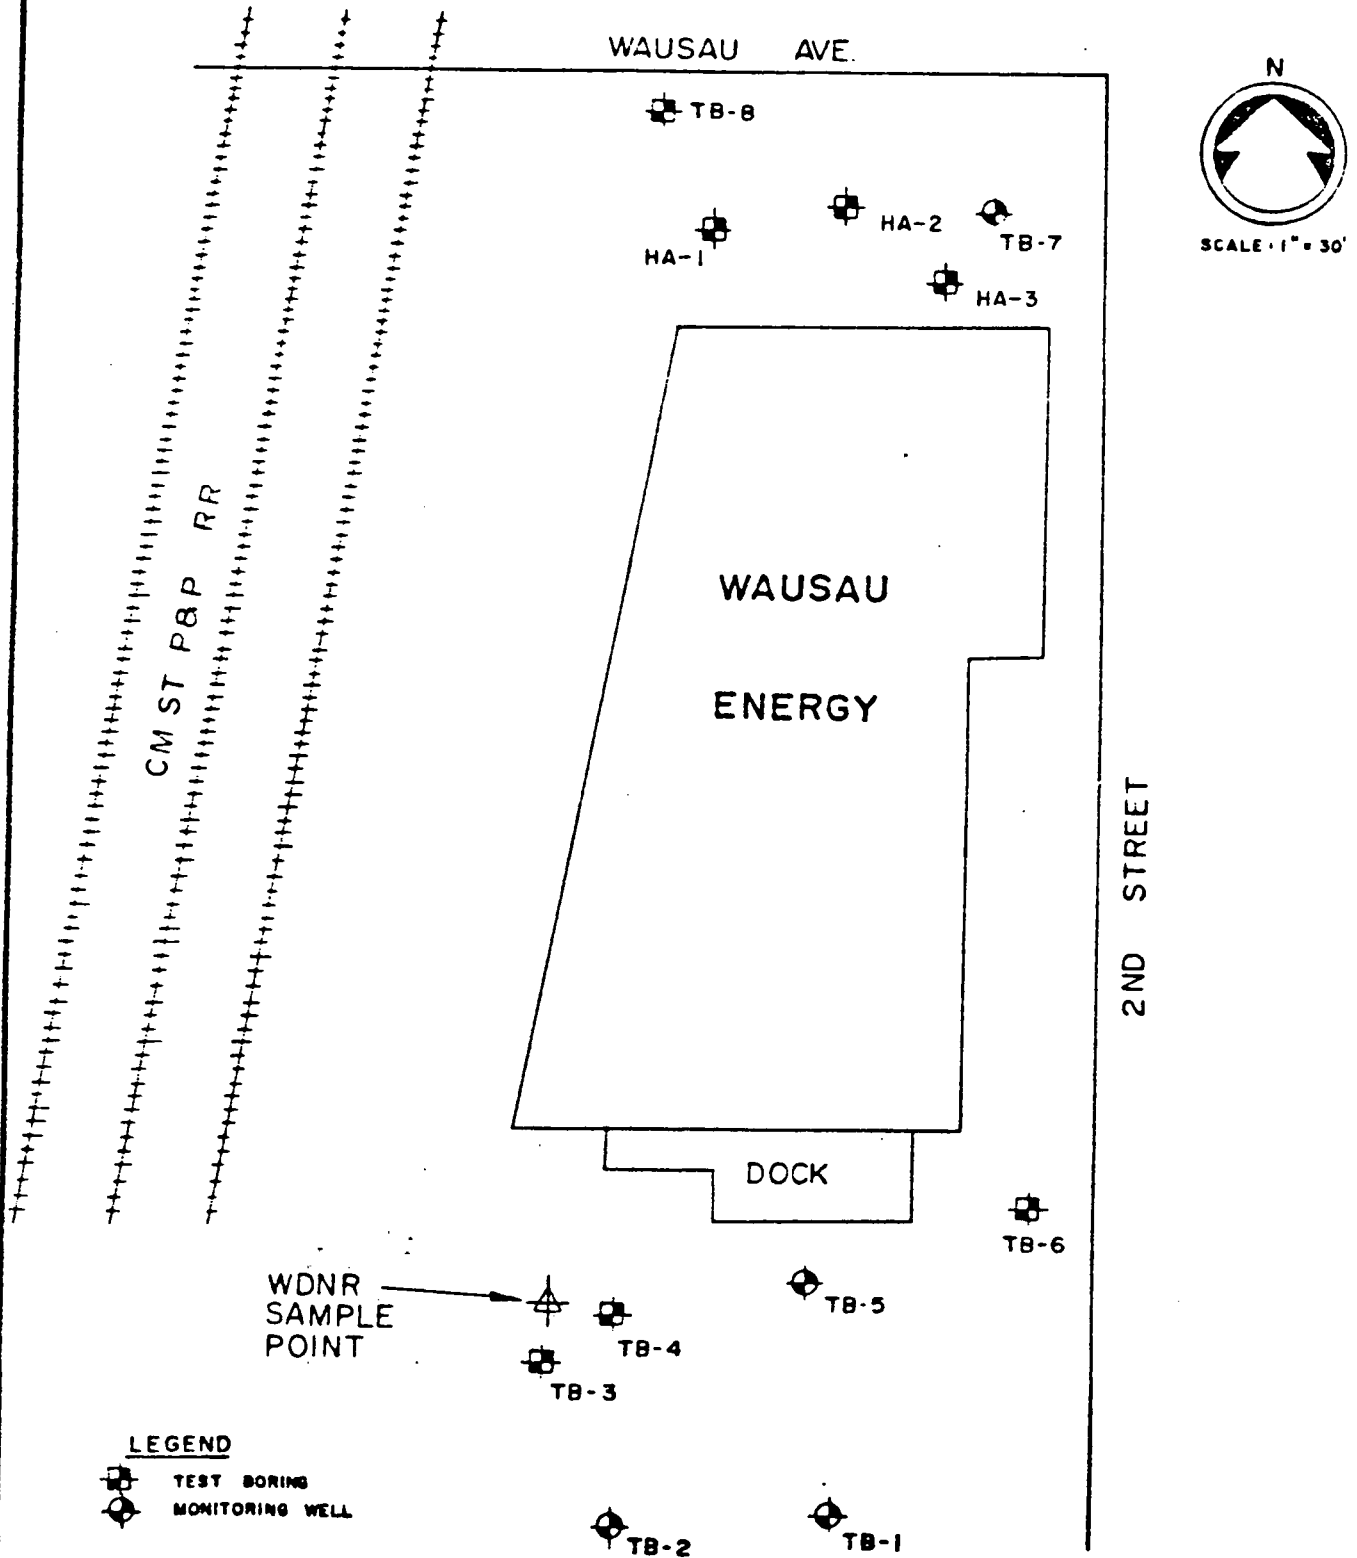 WAUSAU AVE.
N
SCALE: 1" = 30'
TB-8
HA-2
TB-7
HA-1
HA-3
CM ST P&P RR
WAUSAU
ENERGY
2ND STREET
DOCK
TB-6
WDNR
SAMPLE
POINT
TB-5
TB-4
TB-3
LEGEND
TEST BORING
MONITORING WELL
TB-2
TB-1